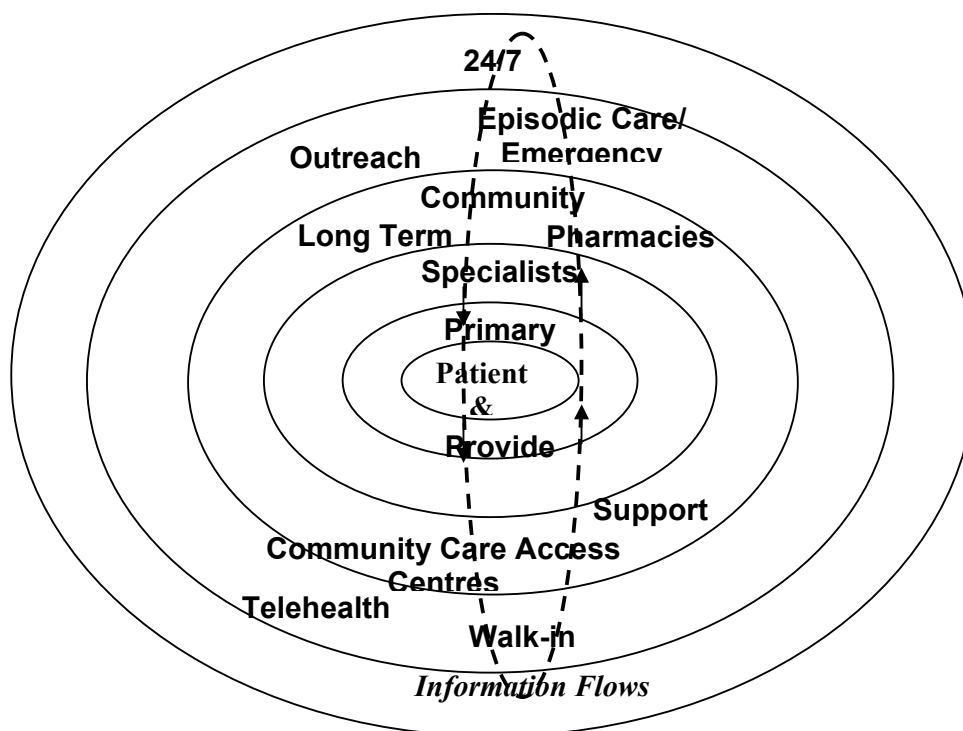 24/7
Episodic Care/
Outreach
Emergency
Community
Long Term
Pharmacies
Specialists
Primary
Patient
&
Provide
Support
Community Care Access
Centres
Telehealth
Walk-in
Information Flows